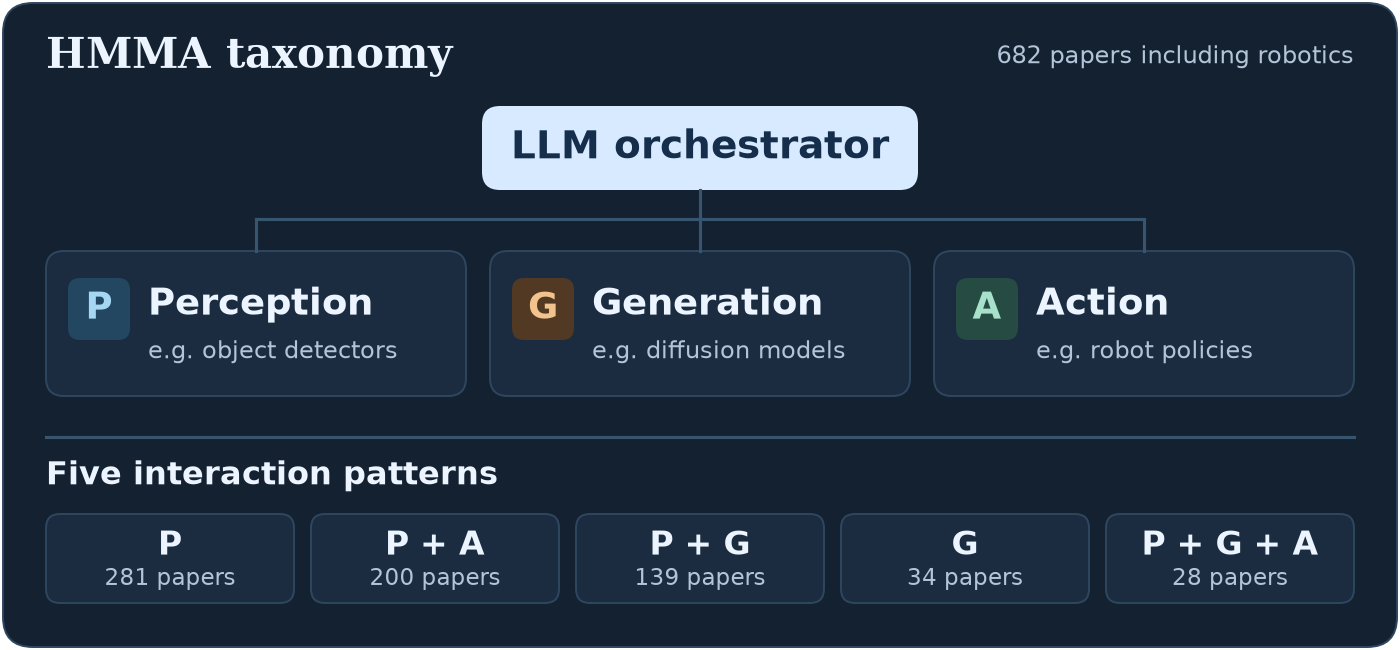 HMMA taxonomy
682 papers including robotics
LLM orchestrator
P
Perception
e.g. object detectors
G
Generation
e.g. diffusion models
A
Action
e.g. robot policies
Five interaction patterns
P
281 papers
P + A
200 papers
P + G
139 papers
G
34 papers
P + G + A
28 papers